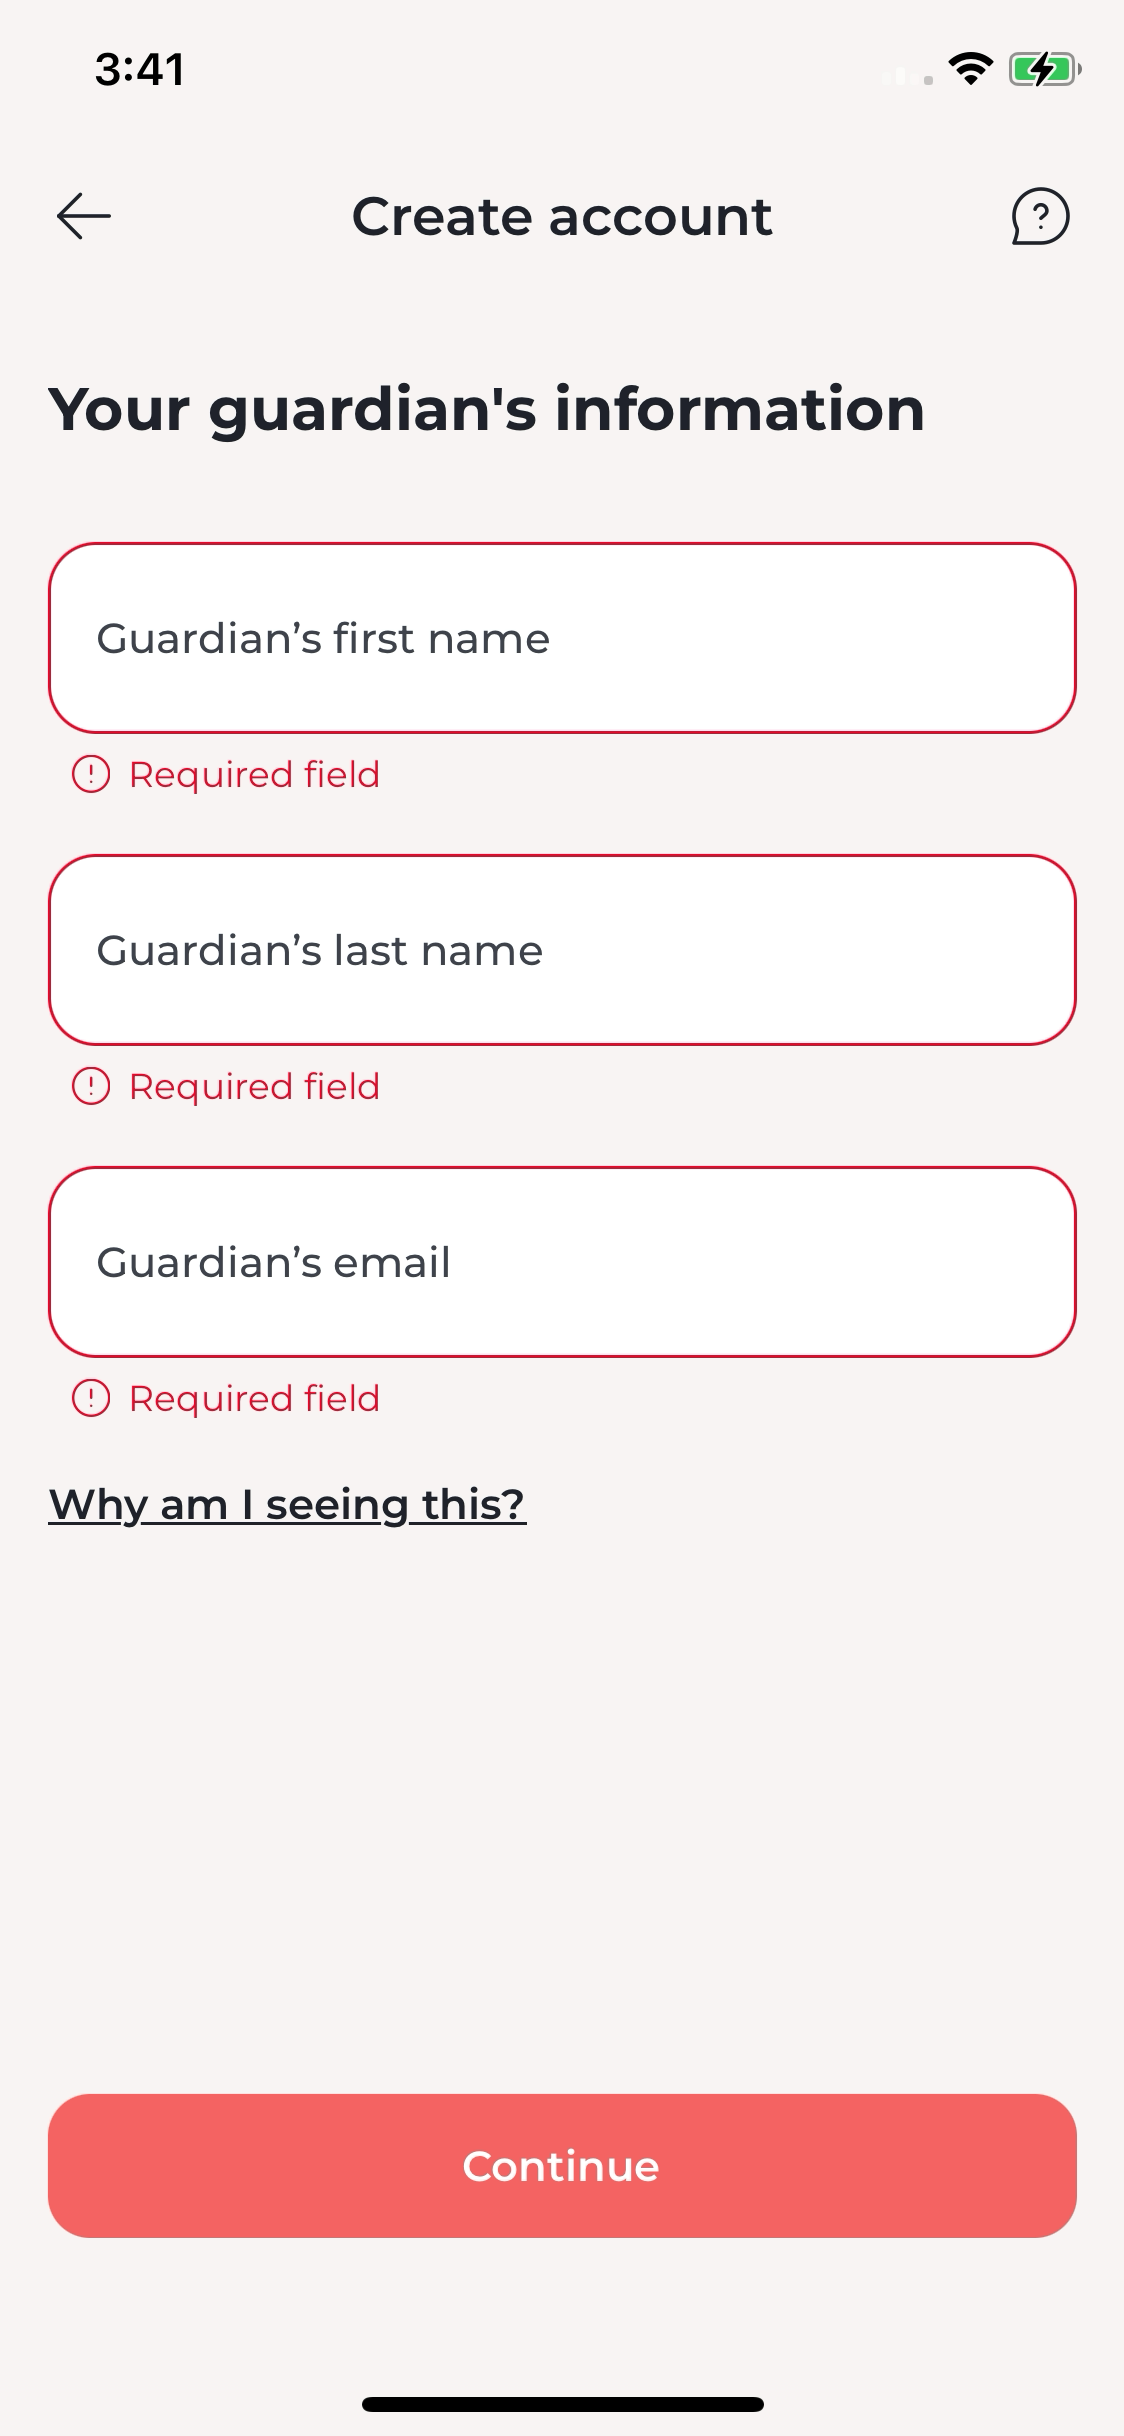 3:41
Create account
Your guardian's information
Guardian’s first name
Required field
Guardian’s last name
Required field
Guardian’s email
Required field
Why am I seeing this?
Continue